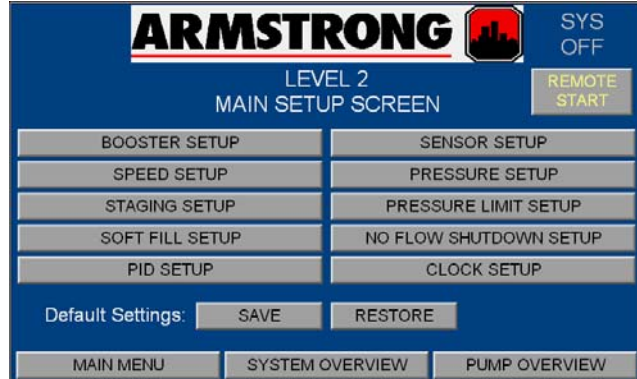 ARMSTRONG
SYS
OFF
LEVEL 2
MAIN SETUP SCREEN
REMOTE
START
BOOSTER SETUP
SENSOR SETUP
SPEED SETUP
PRESSURE SETUP
STAGING SETUP
PRESSURE LIMIT SETUP
SOFT FILL SETUP
NO FLOW SHUTDOWN SETUP
PID SETUP
CLOCK SETUP
Default Settings: SAVE RESTORE
MAIN MENU SYSTEM OVERVIEW PUMP OVERVIEW